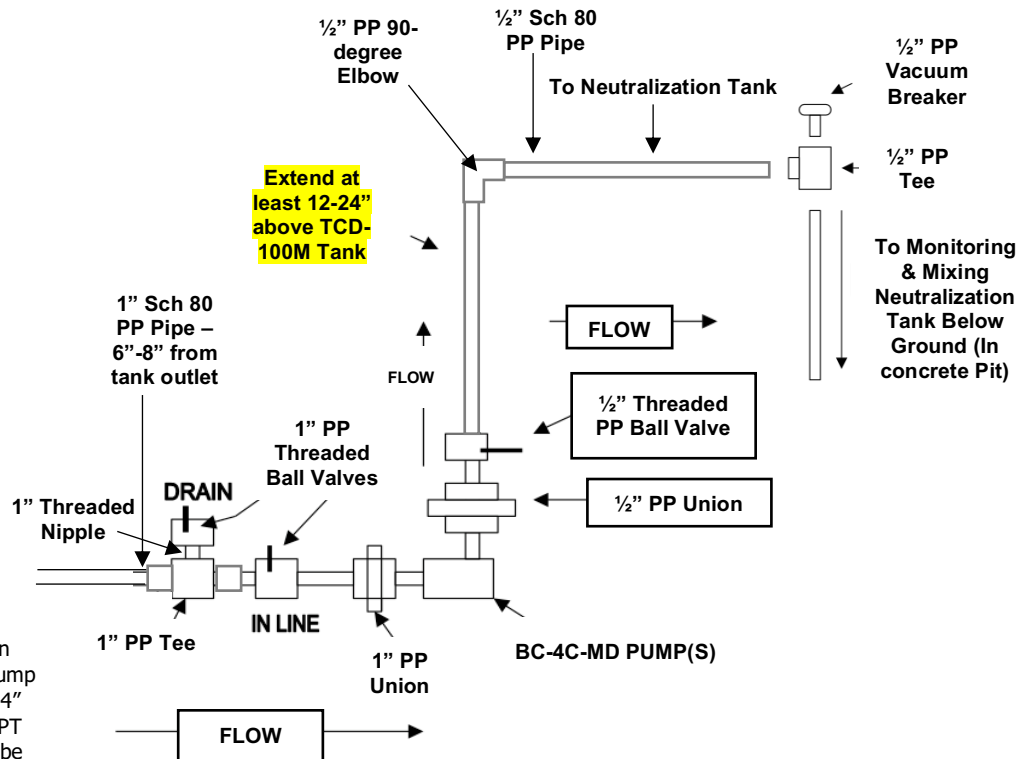 ½” PP 90-
degree
Elbow
½” Sch 80
PP Pipe
To Neutralization Tank
½” PP
Vacuum
Breaker
½” PP
Tee
Extend at
least 12-24”
above TCD-
100M Tank
To Monitoring
& Mixing
Neutralization
Tank Below
Ground (In
concrete Pit)
1” Sch 80
PP Pipe –
6”-8” from
tank outlet
FLOW
FLOW
½” Threaded
PP Ball Valve
1” PP
Threaded
Ball Valves
½” PP Union
DRAIN
1” Threaded
Nipple
IN LINE
1” PP Tee
1” PP
Union
BC-4C-MD PUMP(S)
n
ump
4”
PT
be
FLOW